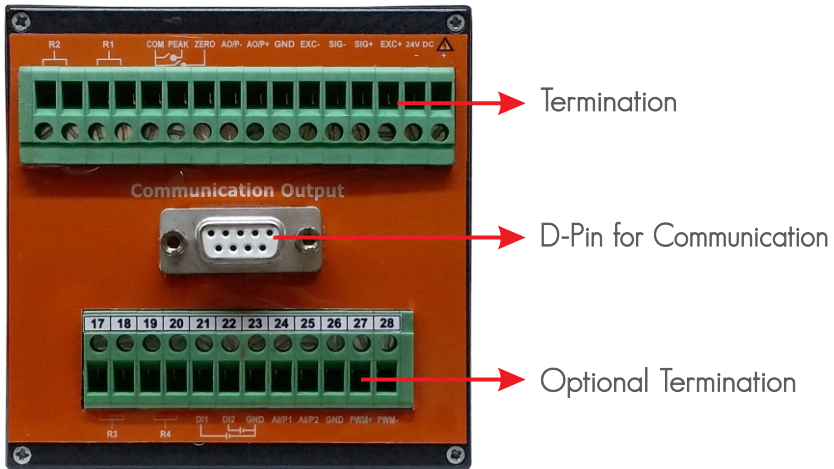 R2 R1 COM PEAK ZERO AO/P- AO/P+ GND EXC- SIG- SIG+ EXC+ 24V DC
- +
Termination
Communication Output
D-Pin for Communication
17 18 19 20 21 22 23 24 25 26 27 28
Optional Termination
DI1 DI2 GND AI/P1 AI/P2 GND PWM+ PWM-
R3 R4